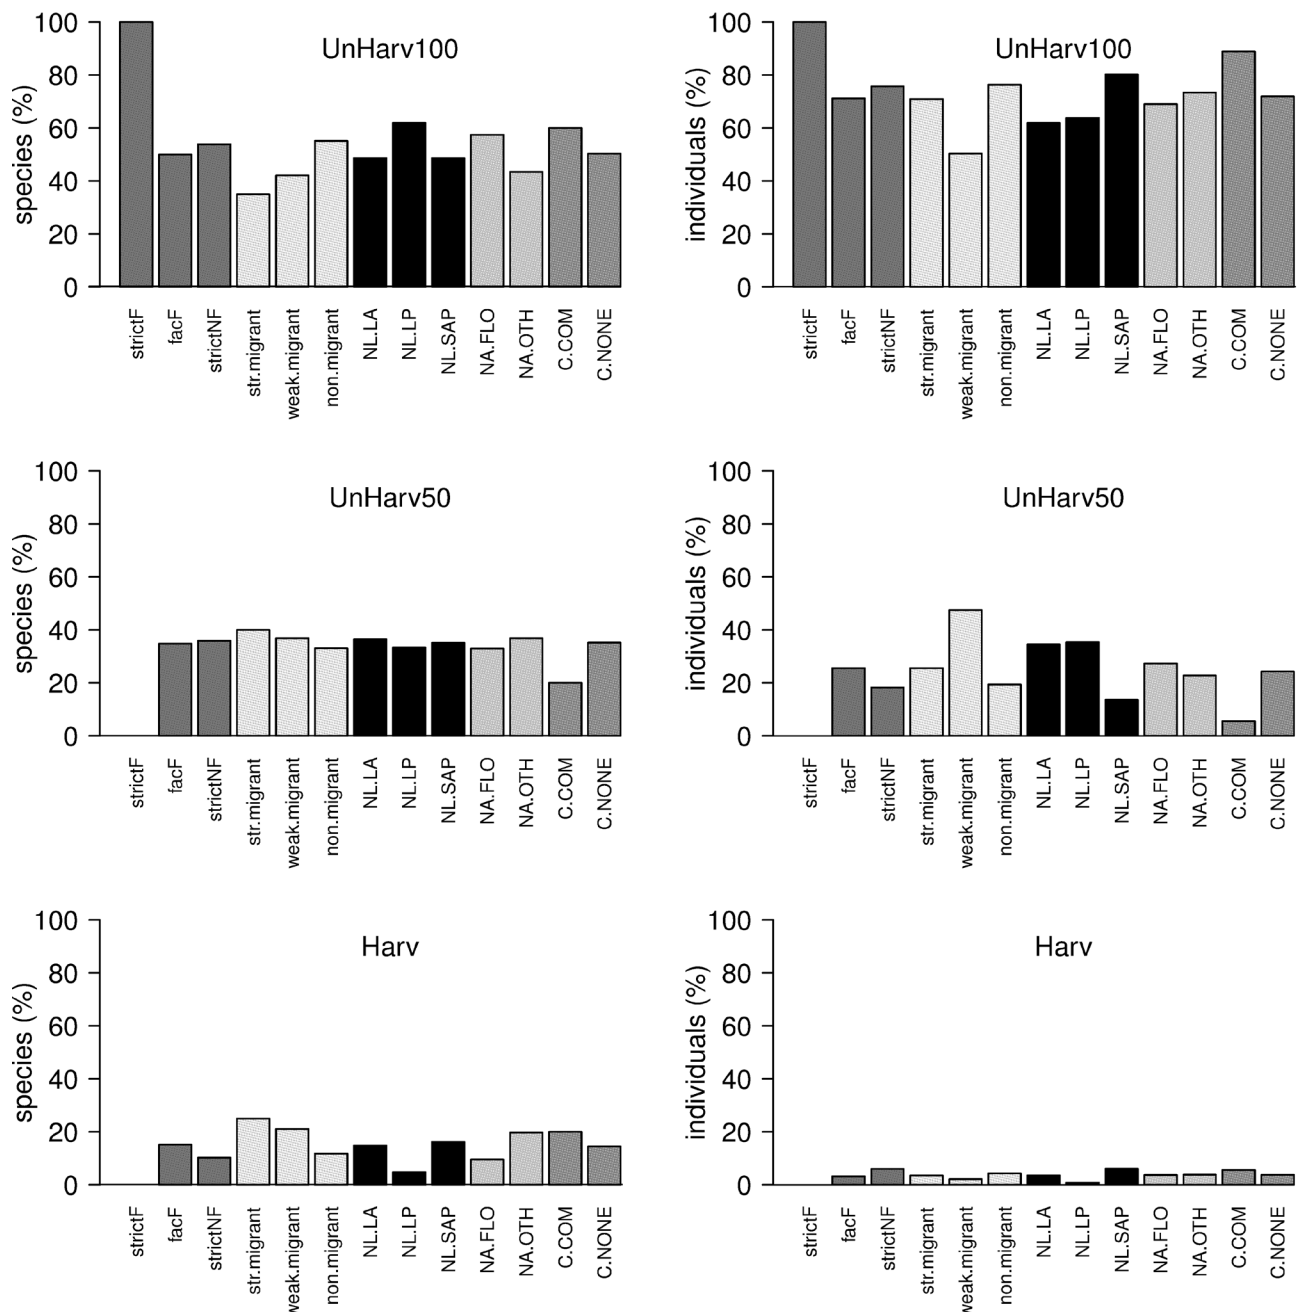 UnHarv100
species (%)
100
80
60
40
20
0
strictF
facF
strictNF
str.migrant
weak.migrant
non.migrant
NL.LA
NL.LP
NL.SAP
NA.FLO
NA.OTH
C.COM
C.NONE
UnHarv100
individuals (%)
100
80
60
40
20
0
strictF
facF
strictNF
str.migrant
weak.migrant
non.migrant
NL.LA
NL.LP
NL.SAP
NA.FLO
NA.OTH
C.COM
C.NONE
UnHarv50
species (%)
100
80
60
40
20
0
strictF
facF
strictNF
str.migrant
weak.migrant
non.migrant
NL.LA
NL.LP
NL.SAP
NA.FLO
NA.OTH
C.COM
C.NONE
UnHarv50
individuals (%)
100
80
60
40
20
0
strictF
facF
strictNF
str.migrant
weak.migrant
non.migrant
NL.LA
NL.LP
NL.SAP
NA.FLO
NA.OTH
C.COM
C.NONE
Harv
species (%)
100
80
60
40
20
0
strictF
facF
strictNF
str.migrant
weak.migrant
non.migrant
NL.LA
NL.LP
NL.SAP
NA.FLO
NA.OTH
C.COM
C.NONE
Harv
individuals (%)
100
80
60
40
20
0
strictF
facF
strictNF
str.migrant
weak.migrant
non.migrant
NL.LA
NL.LP
NL.SAP
NA.FLO
NA.OTH
C.COM
C.NONE